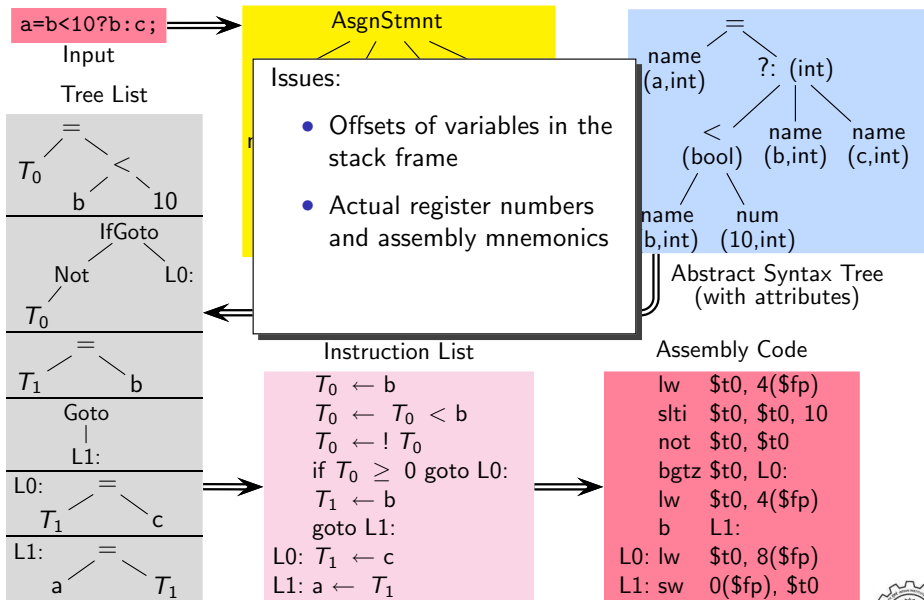 a=b<10?b:c;
Input
AsgnStmnt
=
name
(a,int)
?: (int)
<
(bool)
name
(b,int)
name
(c,int)
name
b,int)
num
(10,int)
Abstract Syntax Tree
(with attributes)
Issues:
• Offsets of variables in the
stack frame
• Actual register numbers
and assembly mnemonics
Tree List
=
T0 <
b 10
IfGoto
Not L0:
T0
=
T1 b
Goto
L1:
L0: =
T1 c
L1: =
a T1
Instruction List
T0 ← b
T0 ← T0 < b
T0 ← ! T0
if T0 ≥ 0 goto L0:
T1 ← b
goto L1:
L0: T1 ← c
L1: a ← T1
Assembly Code
lw $t0, 4($fp)
slti $t0, $t0, 10
not $t0, $t0
bgtz $t0, L0:
lw $t0, 4($fp)
b L1:
L0: lw $t0, 8($fp)
L1: sw 0($fp), $t0